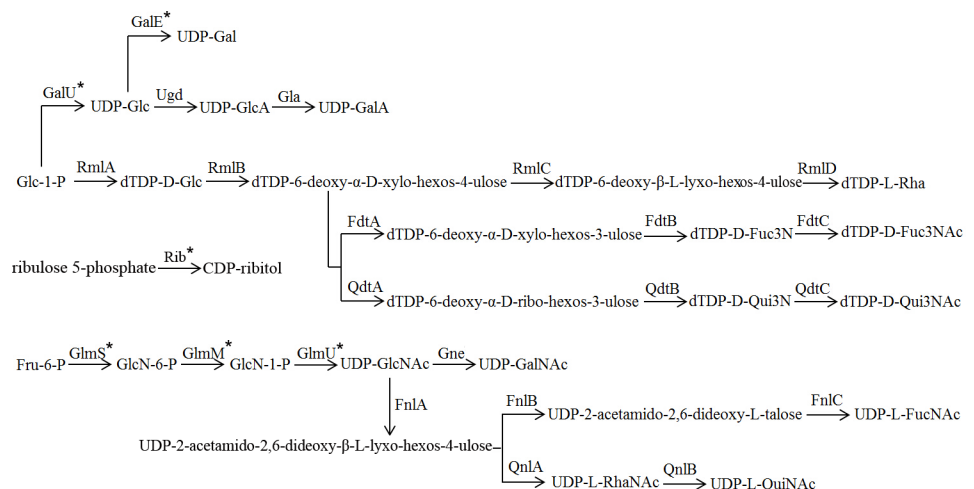 GalE*
UDP-Gal
GalU*
UDP-Glc Ugd UDP-GlcA Gla UDP-GalA
RmlA RmlB RmlC RmlD
Glc-1-P dTDP-D-Glc dTDP-6-deoxy-α-D-xylo-hexos-4-ulose dTDP-6-deoxy-β-L-lyxo-hexos-4-ulose dTDP-L-Rha
FdtA FdtB FdtC
dTDP-6-deoxy-α-D-xylo-hexos-3-ulose dTDP-D-Fuc3N dTDP-D-Fuc3NAc
Rib*
ribulose 5-phosphate CDP-ribitol
QdtA QdtB QdtC
dTDP-6-deoxy-α-D-ribo-hexos-3-ulose dTDP-D-Qui3N dTDP-D-Qui3NAc
GlmS* GlmM* GlmU* Gne
Fru-6-P GlcN-6-P GlcN-1-P UDP-GlcNAc UDP-GalNAc
FnlA
FnlB FnlC
UDP-2-acetamido-2,6-dideoxy-L-talose UDP-L-FucNAc
UDP-2-acetamido-2,6-dideoxy-β-L-lyxo-hexos-4-ulose
QnlA QnlB
UDP-L-RhaNAc UDP-L-QuiNAc